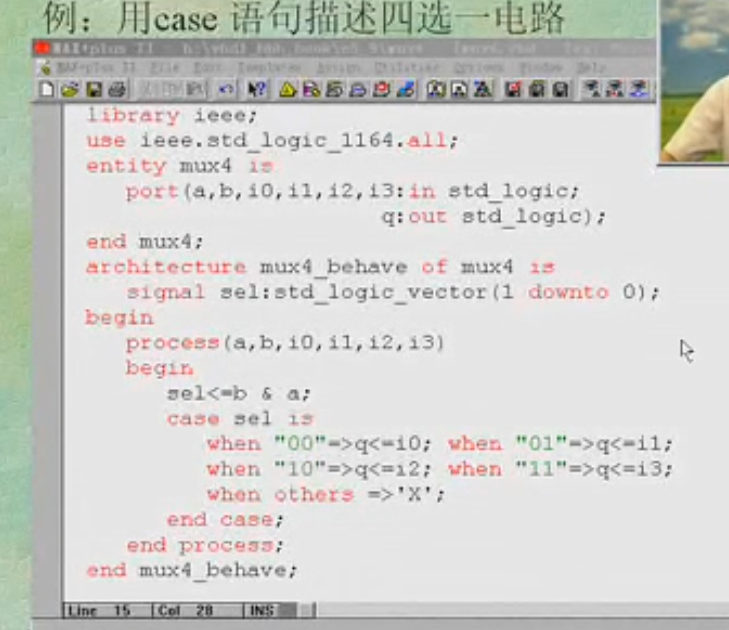 例：用case 语句描述四选一电路
MAX+plus II
MAX+plus II File Edit Templates Assign Utilities Options Window Help
library ieee;
use ieee.std_logic_1164.all;
entity mux4 is
port(a,b,i0,i1,i2,i3:in std_logic;
q:out std_logic);
end mux4;
architecture mux4_behave of mux4 is
signal sel:std_logic_vector(1 downto 0);
begin
process(a,b,i0,i1,i2,i3)
begin
sel<=b & a;
case sel is
when "00"=>q<=i0; when "01"=>q<=i1;
when "10"=>q<=i2; when "11"=>q<=i3;
when others =>'X';
end case;
end process;
end mux4_behave;
Line 15 Col 28 INS